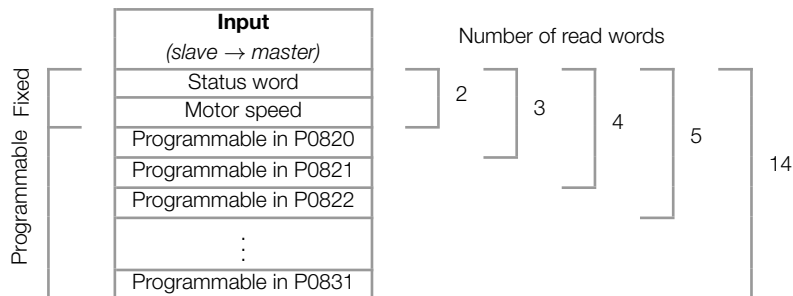 Input
(slave → master)
Number of read words
Fixed
Programmable
Status word
Motor speed
Programmable in P0820
Programmable in P0821
Programmable in P0822
⋮
Programmable in P0831
2
3
4
5
14